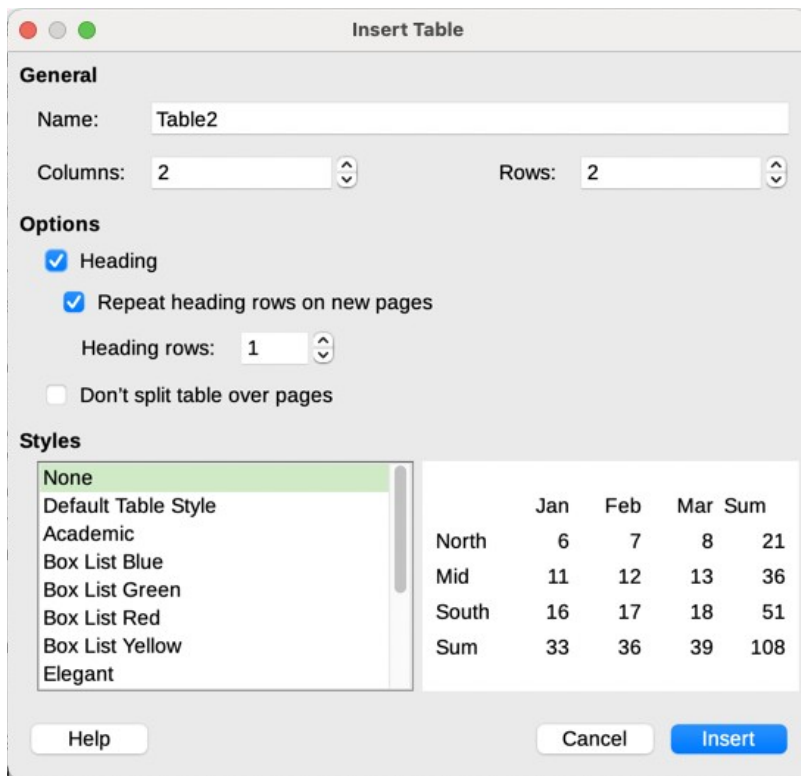 Insert Table
General
Name: Table2
Columns: 2 Rows: 2
Options
Heading
Repeat heading rows on new pages
Heading rows: 1
Don't split table over pages
Styles
None
Default Table Style
Academic
Box List Blue
Box List Green
Box List Red
Box List Yellow
Elegant
Jan Feb Mar Sum
North 6 7 8 21
Mid 11 12 13 36
South 16 17 18 51
Sum 33 36 39 108
Help Cancel Insert